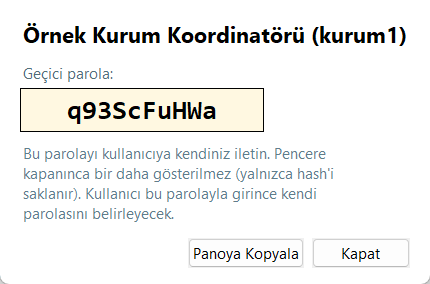 Örnek Kurum Koordinatörü (kurum1)
Geçici parola:
q93ScFuHWa
Bu parolayı kullanıcıya kendiniz iletin. Pencere
kapanınca bir daha gösterilmez (yalnızca hash'i
saklanır). Kullanıcı bu parolayla girince kendi
parolasını belirleyecek.
Panoya Kopyala
Kapat